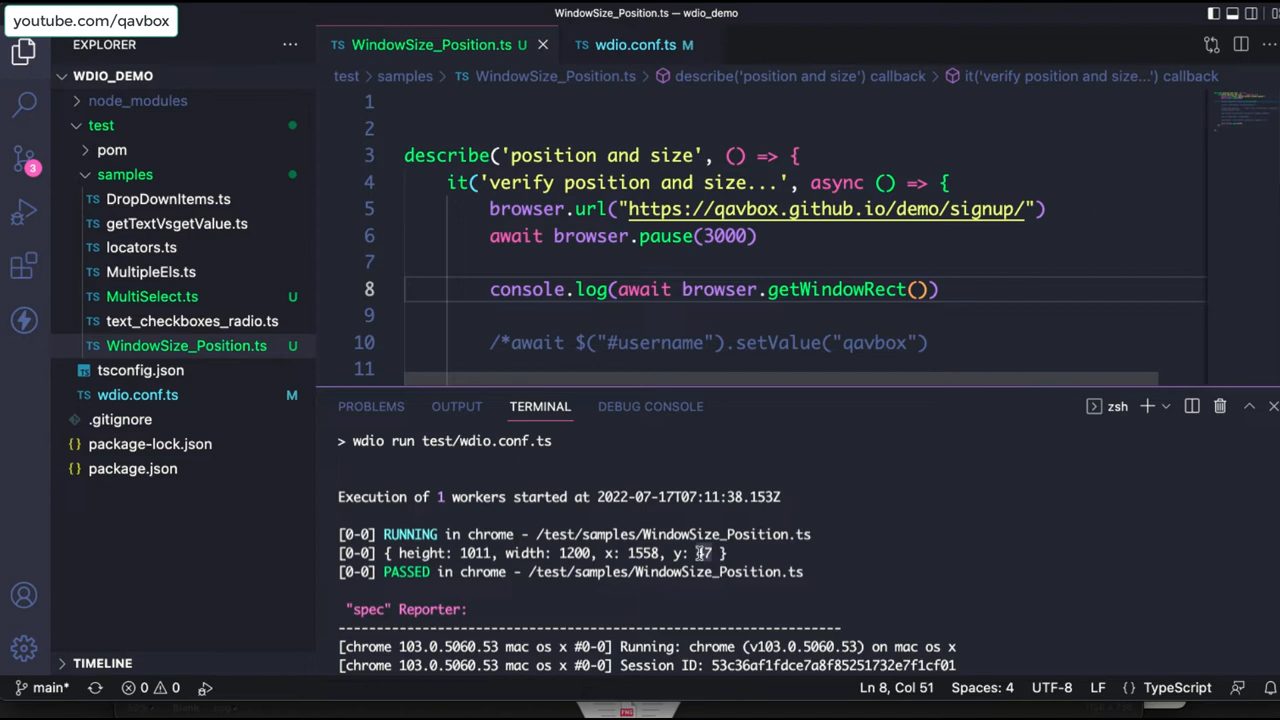 youtube.com/qavbox
WindowSize_Position.ts — wdio_demo
EXPLORER
WindowSize_Position.ts U
wdio.conf.ts M
WDIO_DEMO
test > samples > TS WindowSize_Position.ts > describe('position and size') callback > it('verify position and size...') callback
node_modules
test
pom
samples
TS DropDownItems.ts
TS getTextVsgetValue.ts
TS locators.ts
TS MultipleEls.ts
TS MultiSelect.ts U
TS text_checkboxes_radio.ts
TS WindowSize_Position.ts U
tsconfig.json
TS wdio.conf.ts M
.gitignore
{} package-lock.json
{} package.json
TIMELINE
3
1
2
3 describe('position and size', () => {
4 it('verify position and size...', async () => {
5 browser.url("https://qavbox.github.io/demo/signup/")
6 await browser.pause(3000)
7
8 console.log(await browser.getWindowRect())
9
10 /*await $("#username").setValue("qavbox")
11
PROBLEMS OUTPUT TERMINAL DEBUG CONSOLE
zsh
> wdio run test/wdio.conf.ts
Execution of 1 workers started at 2022-07-17T07:11:38.153Z
[0-0] RUNNING in chrome - /test/samples/WindowSize_Position.ts
[0-0] { height: 1011, width: 1200, x: 1558, y: }
[0-0] PASSED in chrome - /test/samples/WindowSize_Position.ts
"spec" Reporter:
------------------------------------------------------------------
[chrome 103.0.5060.53 mac os x #0-0] Running: chrome (v103.0.5060.53) on mac os x
[chrome 103.0.5060.53 mac os x #0-0] Session ID: 53c36af1fdce7a8f85251732e7f1cf01
main* 0 0
Ln 8, Col 51 Spaces: 4 UTF-8 LF {} TypeScript